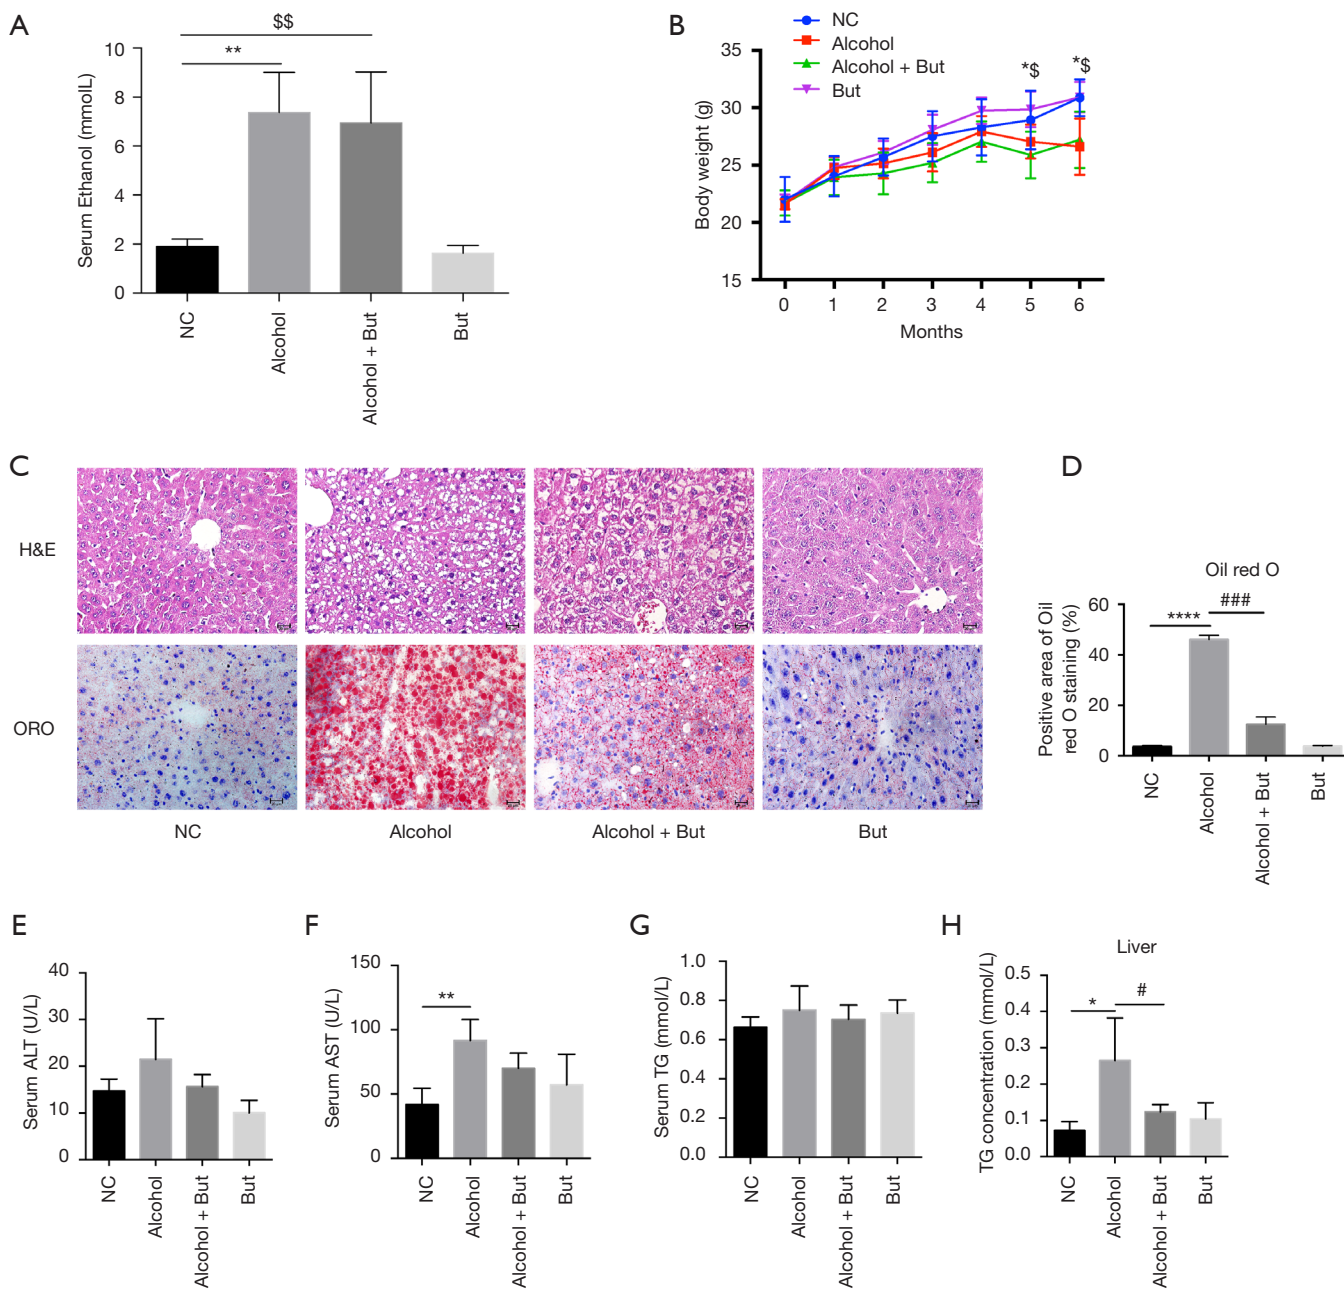 A
$$
**
10
8
6
4
2
0
Serum Ethanol (mmolL)
NC
Alcohol
Alcohol + But
But
B
NC
Alcohol
Alcohol + But
But
*$
*$
35
30
25
20
15
Body weight (g)
0 1 2 3 4 5 6
Months
C
H&E
ORO
NC
Alcohol
Alcohol + But
But
D
Oil red O
****
###
60
40
20
0
Positive area of Oil
red O staining (%)
NC
Alcohol
Alcohol + But
But
E
40
30
20
10
0
Serum ALT (U/L)
NC
Alcohol
Alcohol + But
But
F
**
150
100
50
0
Serum AST (U/L)
NC
Alcohol
Alcohol + But
But
G
1.0
0.8
0.6
0.4
0.2
0.0
Serum TG (mmol/L)
NC
Alcohol
Alcohol + But
But
H
Liver
*
#
0.5
0.4
0.3
0.2
0.1
0.0
TG concentration (mmol/L)
NC
Alcohol
Alcohol + But
But